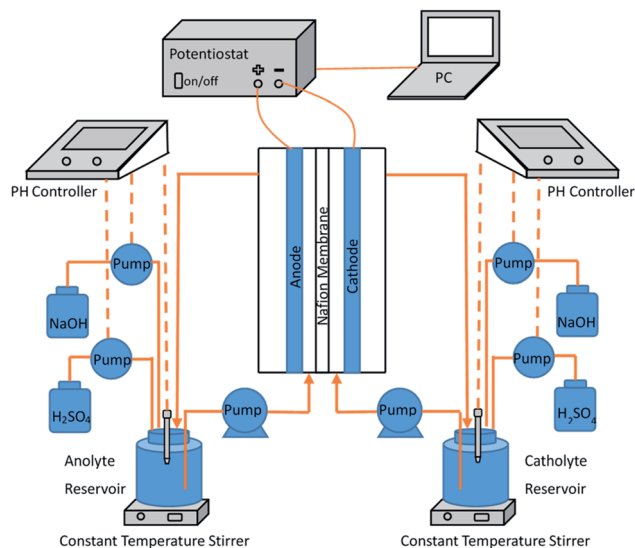 Potentiostat
+ −
on/off
PC
PH Controller
PH Controller
Pump
Pump
NaOH
NaOH
Anode
Nafion Membrane
Cathode
Pump
Pump
H₂SO₄
H₂SO₄
Pump
Pump
Anolyte
Reservoir
Catholyte
Reservoir
Constant Temperature Stirrer
Constant Temperature Stirrer